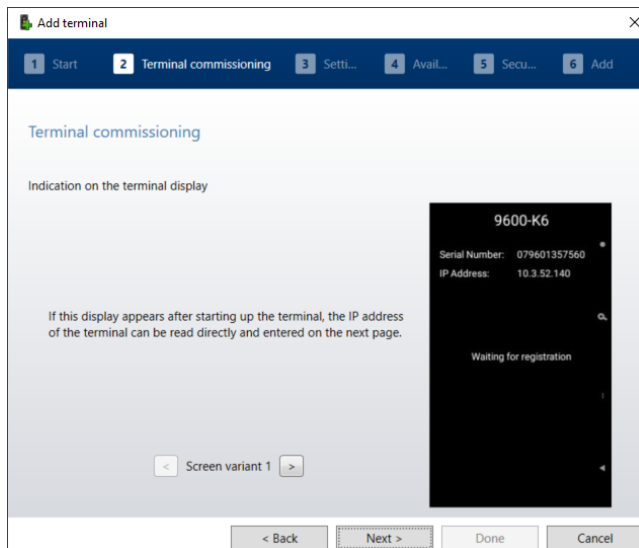 Add terminal
1 Start 2 Terminal commissioning 3 Setti... 4 Avail... 5 Secu... 6 Add
Terminal commissioning
Indication on the terminal display
9600-K6
Serial Number: 079601357560
IP Address: 10.3.52.140
If this display appears after starting up the terminal, the IP address
of the terminal can be read directly and entered on the next page.
Waiting for registration
< Screen variant 1 >
< Back Next > Done Cancel